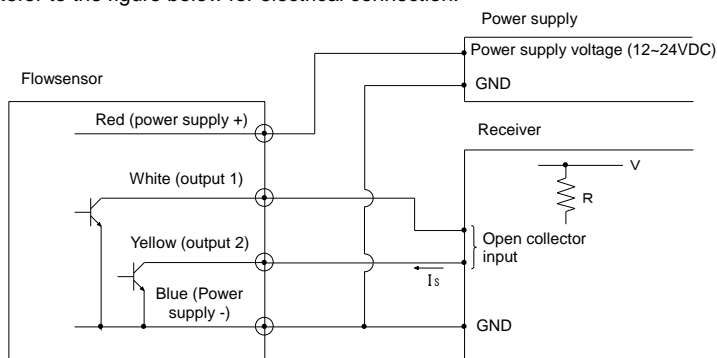 Refer to the figure below for electrical connection.
Power supply
Power supply voltage (12~24VDC)
GND
Flowsensor
Red (power supply +)
White (output 1)
Yellow (output 2)
Blue (Power
supply -)
Receiver
V
R
Open collector
input
Is
GND